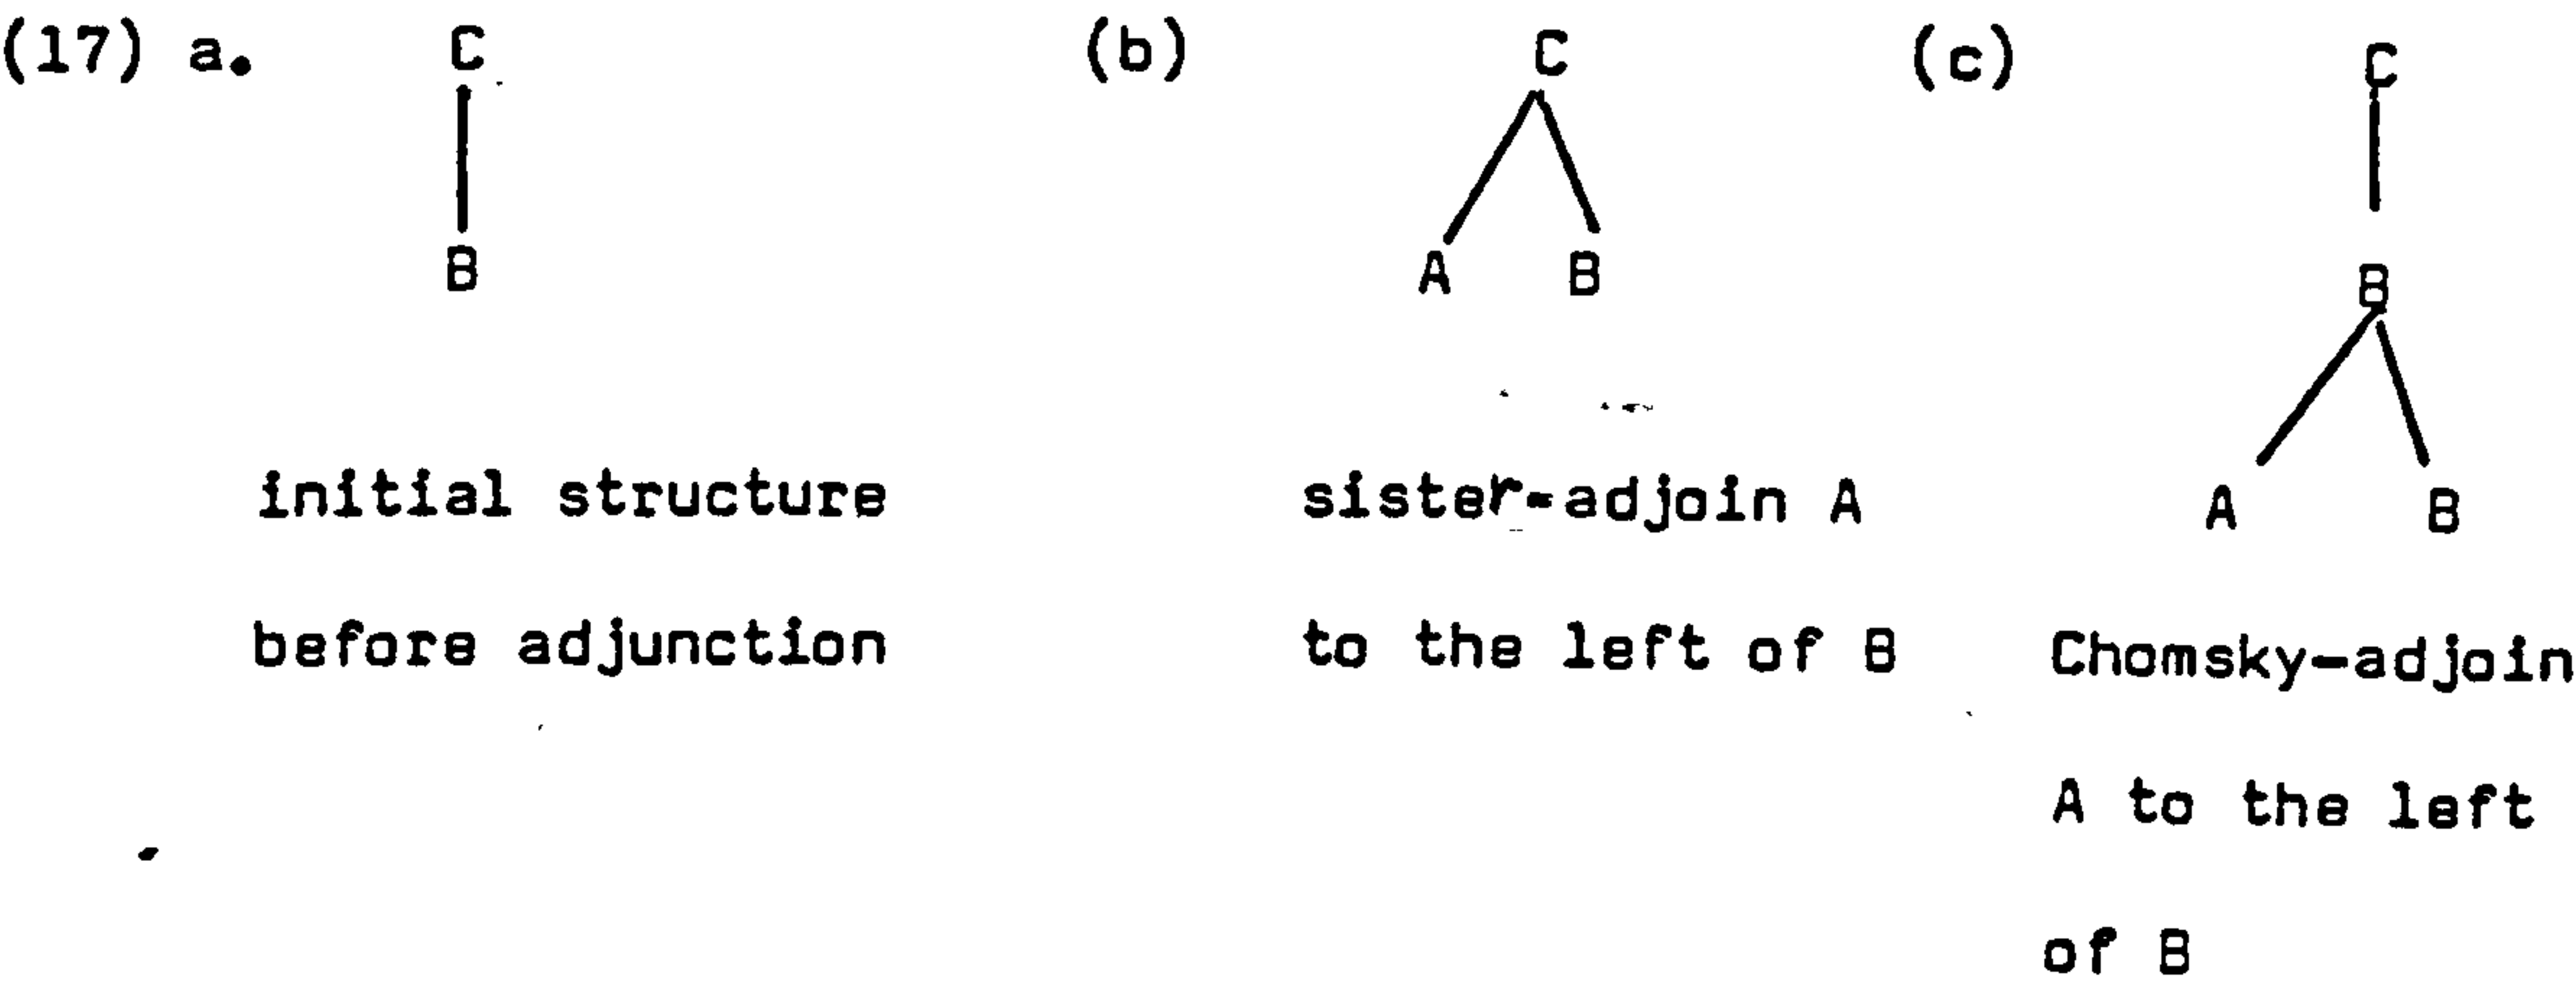 (17) a. C (b) C (c) C
B A B B
A B
initial structure sister-adjoin A
before adjunction to the left of B Chomsky-adjoin
A to the left
of B